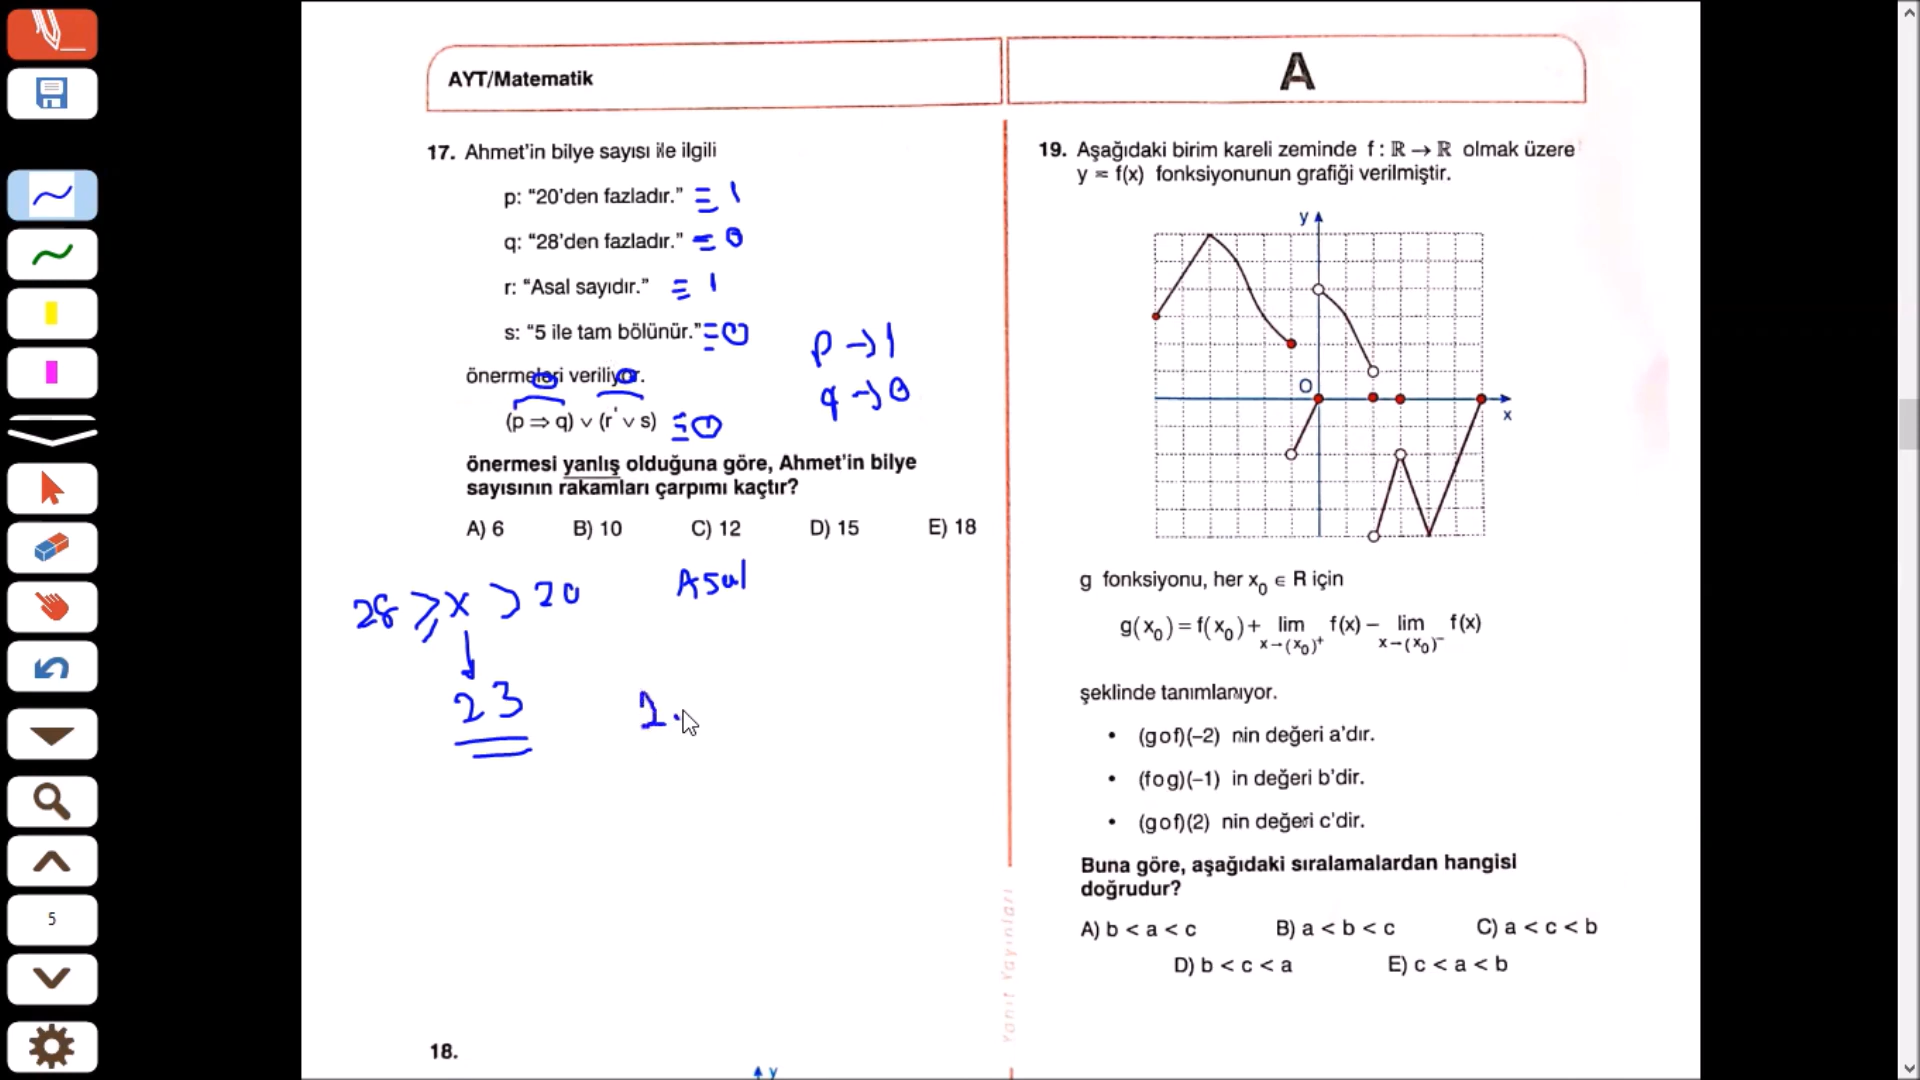 AYT/Matematik
A
17. Ahmet'in bilye sayısı ile ilgili
p: “20'den fazladır.” ≡ 1
q: “28'den fazladır.” ≡ 0
r: “Asal sayıdır.” ≡ 1
s: “5 ile tam bölünür.” ≡ 0
p → 1
önermeleri veriliyor.
0 0
q → 0
(p ⇒ q) ∨ (r' ∨ s) ≡ 0
önermesi yanlış olduğuna göre, Ahmet'in bilye
sayısının rakamları çarpımı kaçtır?
A) 6 B) 10 C) 12 D) 15 E) 18
28 ≥ x > 20 Asal
23 2.
18.
y
19. Aşağıdaki birim kareli zeminde f : ℝ → ℝ olmak üzere
y = f(x) fonksiyonunun grafiği verilmiştir.
y
O
x
g fonksiyonu, her x₀ ∈ R için
g(x₀) = f(x₀) + lim f(x) – lim f(x)
x→(x₀)⁺ x→(x₀)⁻
şeklinde tanımlanıyor.
• (gof)(–2) nin değeri a'dır.
• (fog)(–1) in değeri b'dir.
• (gof)(2) nin değeri c'dir.
Buna göre, aşağıdaki sıralamalardan hangisi
doğrudur?
A) b < a < c B) a < b < c C) a < c < b
D) b < c < a E) c < a < b
Yanıt Yayınları
5